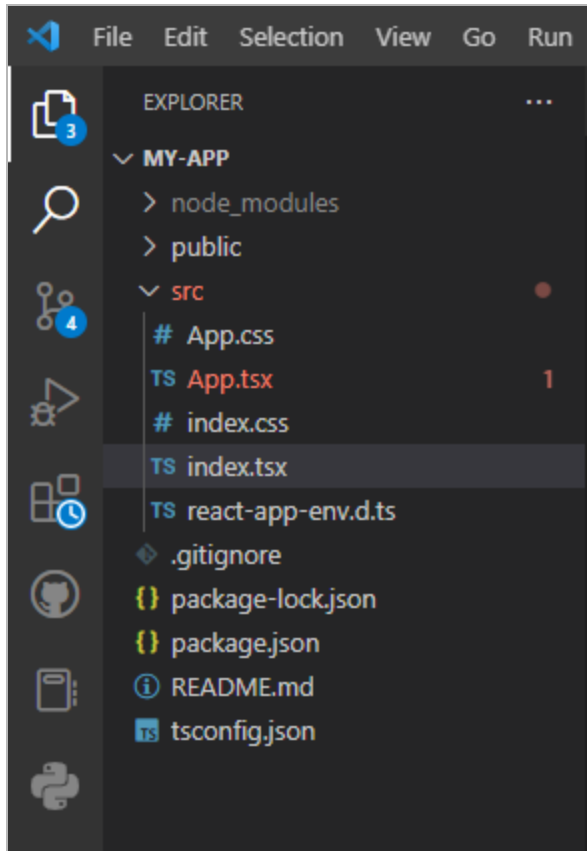 File Edit Selection View Go Run
EXPLORER ...
3
MY-APP
node_modules
public
src
# App.css
4
TS App.tsx 1
# index.css
TS index.tsx
TS react-app-env.d.ts
.gitignore
{} package-lock.json
{} package.json
README.md
TS tsconfig.json